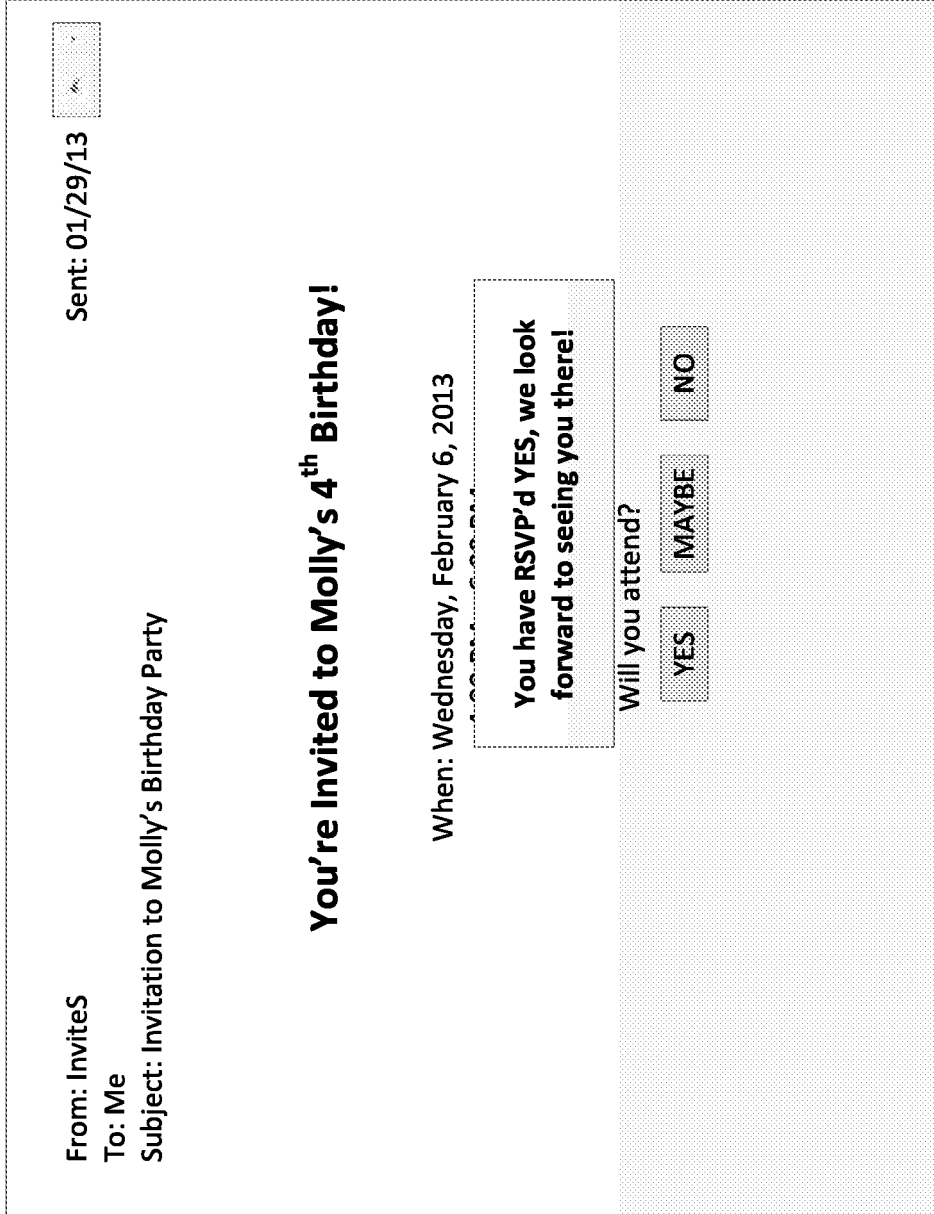 From: InviteS
Sent: 01/29/13
To: Me
Subject: Invitation to Molly's Birthday Party
You're Invited to Molly's 4th Birthday!
When: Wednesday, February 6, 2013
You have RSVP'd YES, we look
forward to seeing you there!
Will you attend?
YES MAYBE NO